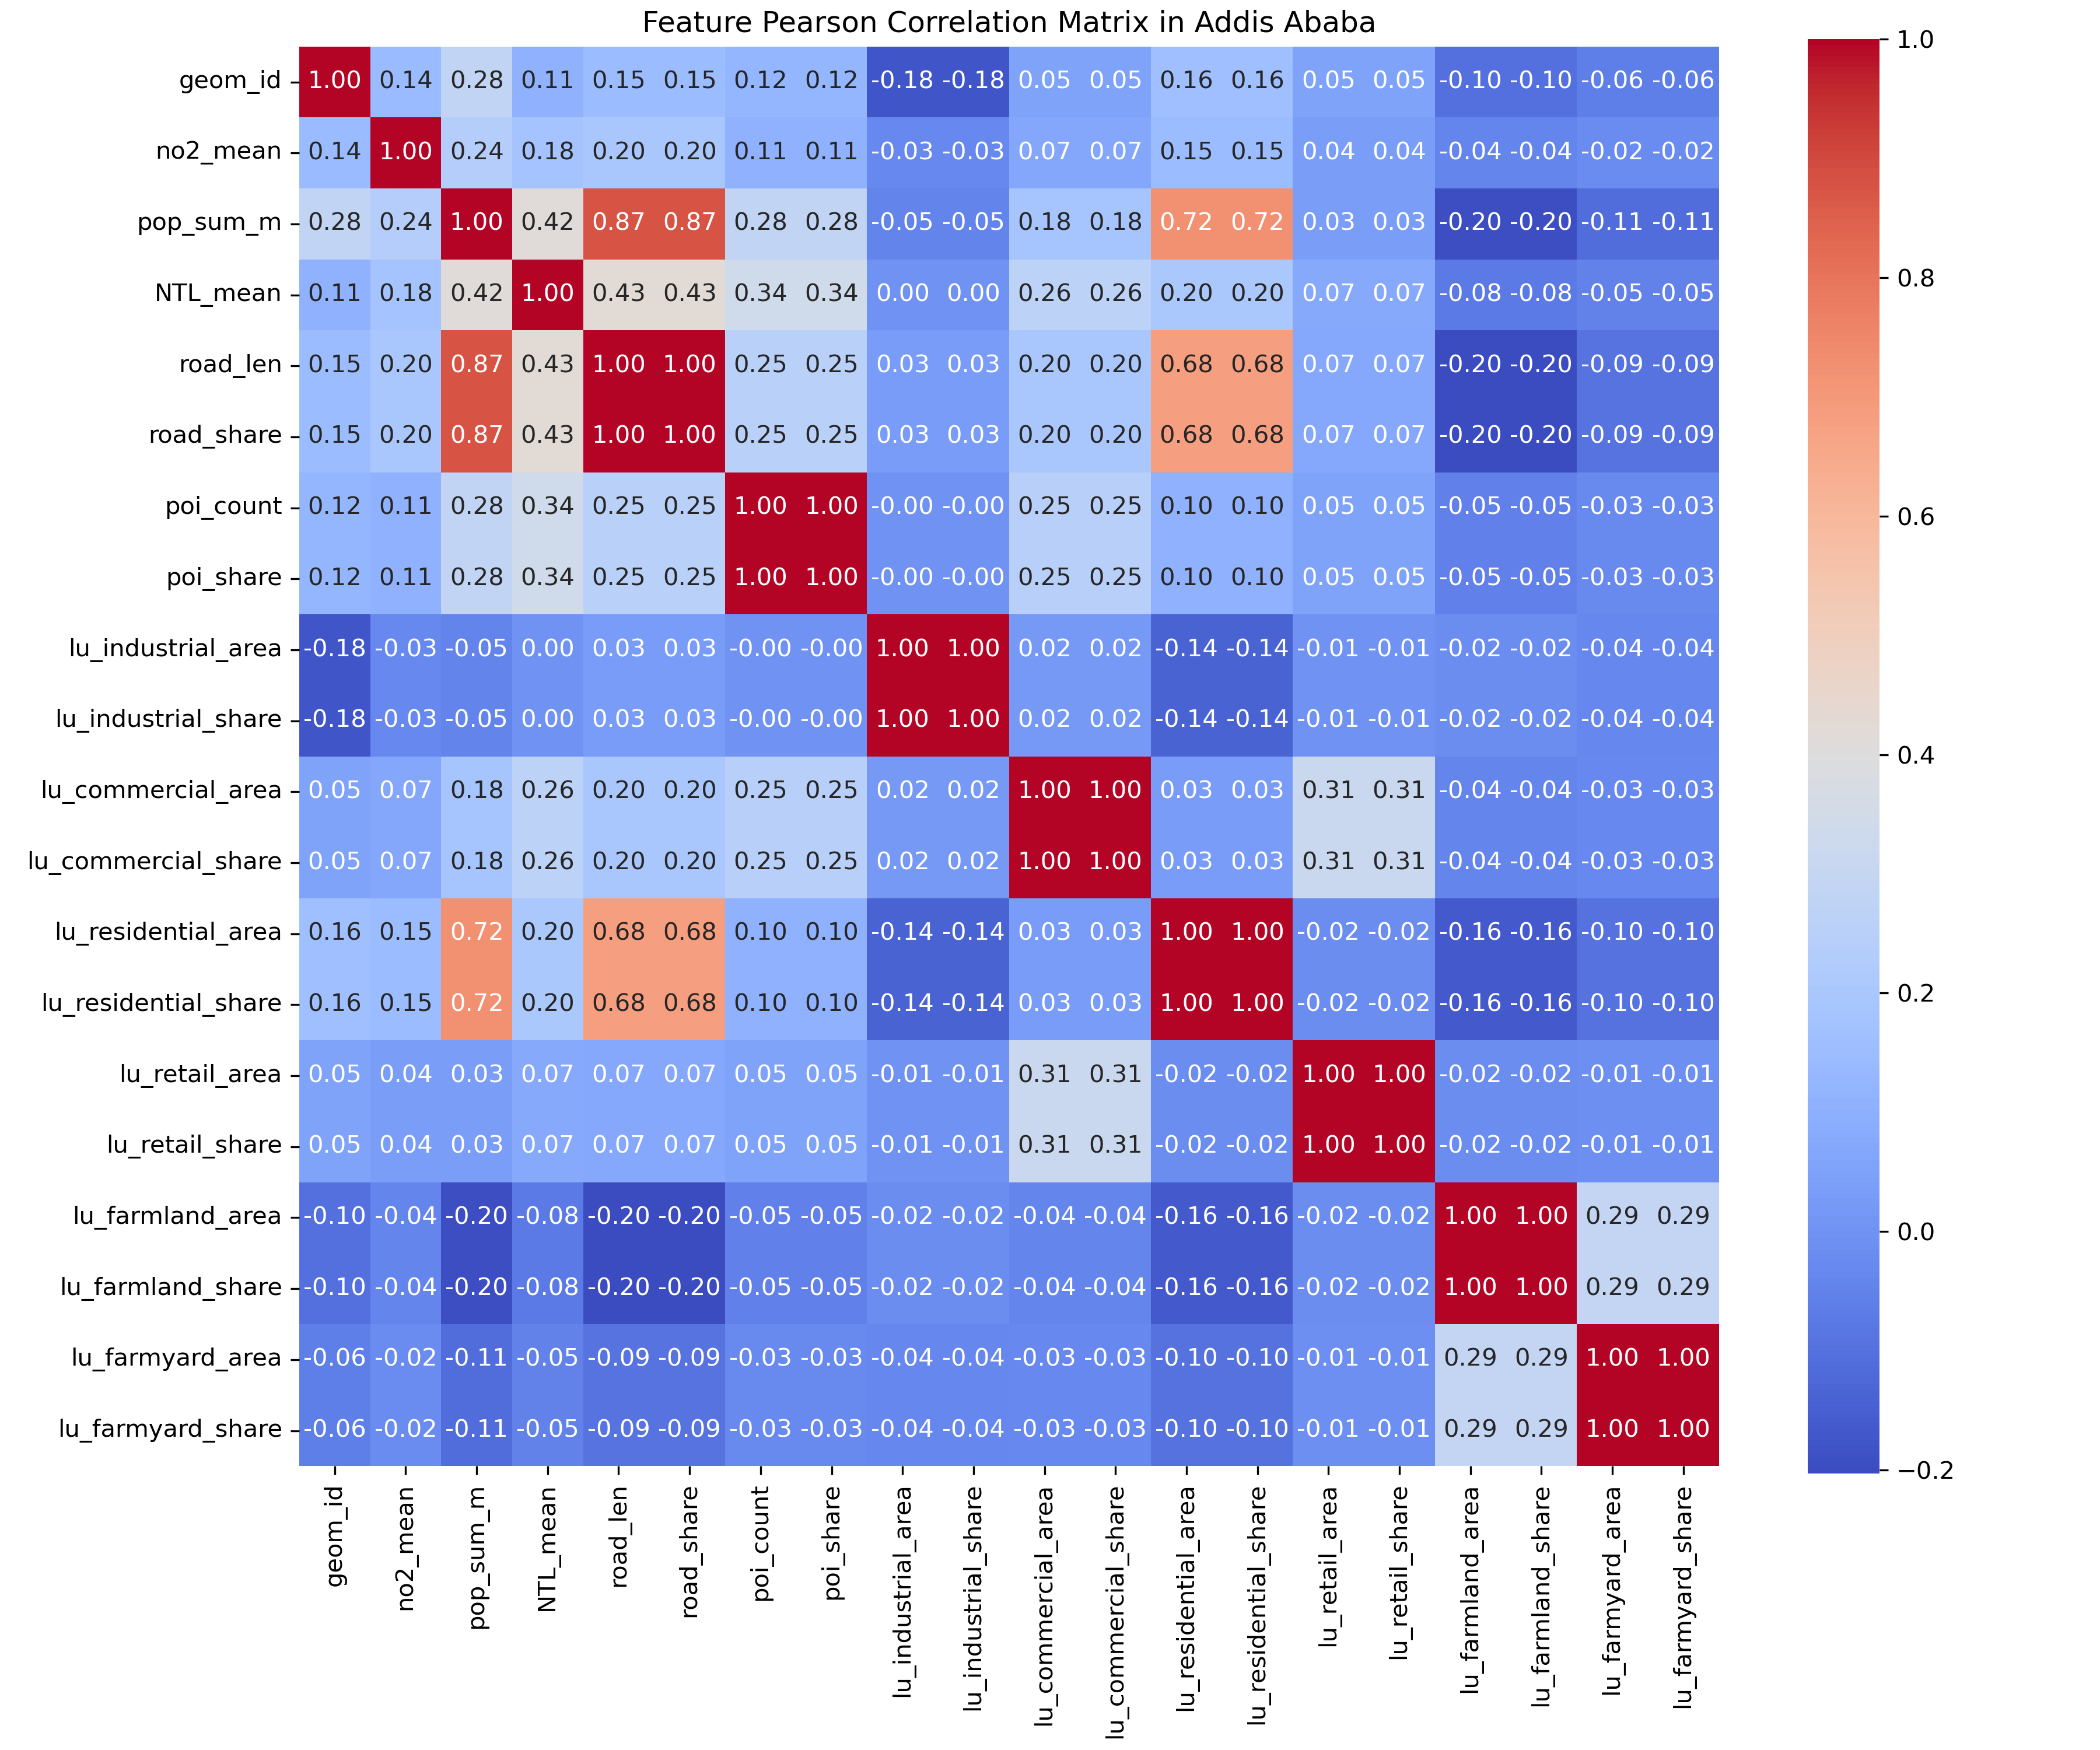 Feature Pearson Correlation Matrix in Addis Ababa
geom_id 1.00 0.14 0.28 0.11 0.15 0.15 0.12 0.12 -0.18 -0.18 0.05 0.05 0.16 0.16 0.05 0.05 -0.10 -0.10 -0.06 -0.06
no2_mean 0.14 1.00 0.24 0.18 0.20 0.20 0.11 0.11 -0.03 -0.03 0.07 0.07 0.15 0.15 0.04 0.04 -0.04 -0.04 -0.02 -0.02
pop_sum_m 0.28 0.24 1.00 0.42 0.87 0.87 0.28 0.28 -0.05 -0.05 0.18 0.18 0.72 0.72 0.03 0.03 -0.20 -0.20 -0.11 -0.11
NTL_mean 0.11 0.18 0.42 1.00 0.43 0.43 0.34 0.34 0.00 0.00 0.26 0.26 0.20 0.20 0.07 0.07 -0.08 -0.08 -0.05 -0.05
road_len 0.15 0.20 0.87 0.43 1.00 1.00 0.25 0.25 0.03 0.03 0.20 0.20 0.68 0.68 0.07 0.07 -0.20 -0.20 -0.09 -0.09
road_share 0.15 0.20 0.87 0.43 1.00 1.00 0.25 0.25 0.03 0.03 0.20 0.20 0.68 0.68 0.07 0.07 -0.20 -0.20 -0.09 -0.09
poi_count 0.12 0.11 0.28 0.34 0.25 0.25 1.00 1.00 -0.00 -0.00 0.25 0.25 0.10 0.10 0.05 0.05 -0.05 -0.05 -0.03 -0.03
poi_share 0.12 0.11 0.28 0.34 0.25 0.25 1.00 1.00 -0.00 -0.00 0.25 0.25 0.10 0.10 0.05 0.05 -0.05 -0.05 -0.03 -0.03
lu_industrial_area -0.18 -0.03 -0.05 0.00 0.03 0.03 -0.00 -0.00 1.00 1.00 0.02 0.02 -0.14 -0.14 -0.01 -0.01 -0.02 -0.02 -0.04 -0.04
lu_industrial_share -0.18 -0.03 -0.05 0.00 0.03 0.03 -0.00 -0.00 1.00 1.00 0.02 0.02 -0.14 -0.14 -0.01 -0.01 -0.02 -0.02 -0.04 -0.04
lu_commercial_area 0.05 0.07 0.18 0.26 0.20 0.20 0.25 0.25 0.02 0.02 1.00 1.00 0.03 0.03 0.31 0.31 -0.04 -0.04 -0.03 -0.03
lu_commercial_share 0.05 0.07 0.18 0.26 0.20 0.20 0.25 0.25 0.02 0.02 1.00 1.00 0.03 0.03 0.31 0.31 -0.04 -0.04 -0.03 -0.03
lu_residential_area 0.16 0.15 0.72 0.20 0.68 0.68 0.10 0.10 -0.14 -0.14 0.03 0.03 1.00 1.00 -0.02 -0.02 -0.16 -0.16 -0.10 -0.10
lu_residential_share 0.16 0.15 0.72 0.20 0.68 0.68 0.10 0.10 -0.14 -0.14 0.03 0.03 1.00 1.00 -0.02 -0.02 -0.16 -0.16 -0.10 -0.10
lu_retail_area 0.05 0.04 0.03 0.07 0.07 0.07 0.05 0.05 -0.01 -0.01 0.31 0.31 -0.02 -0.02 1.00 1.00 -0.02 -0.02 -0.01 -0.01
lu_retail_share 0.05 0.04 0.03 0.07 0.07 0.07 0.05 0.05 -0.01 -0.01 0.31 0.31 -0.02 -0.02 1.00 1.00 -0.02 -0.02 -0.01 -0.01
lu_farmland_area -0.10 -0.04 -0.20 -0.08 -0.20 -0.20 -0.05 -0.05 -0.02 -0.02 -0.04 -0.04 -0.16 -0.16 -0.02 -0.02 1.00 1.00 0.29 0.29
lu_farmland_share -0.10 -0.04 -0.20 -0.08 -0.20 -0.20 -0.05 -0.05 -0.02 -0.02 -0.04 -0.04 -0.16 -0.16 -0.02 -0.02 1.00 1.00 0.29 0.29
lu_farmyard_area -0.06 -0.02 -0.11 -0.05 -0.09 -0.09 -0.03 -0.03 -0.04 -0.04 -0.03 -0.03 -0.10 -0.10 -0.01 -0.01 0.29 0.29 1.00 1.00
lu_farmyard_share -0.06 -0.02 -0.11 -0.05 -0.09 -0.09 -0.03 -0.03 -0.04 -0.04 -0.03 -0.03 -0.10 -0.10 -0.01 -0.01 0.29 0.29 1.00 1.00
geom_id
no2_mean
pop_sum_m
NTL_mean
road_len
road_share
poi_count
poi_share
lu_industrial_area
lu_industrial_share
lu_commercial_area
lu_commercial_share
lu_residential_area
lu_residential_share
lu_retail_area
lu_retail_share
lu_farmland_area
lu_farmland_share
lu_farmyard_area
lu_farmyard_share
1.0
0.8
0.6
0.4
0.2
0.0
−0.2